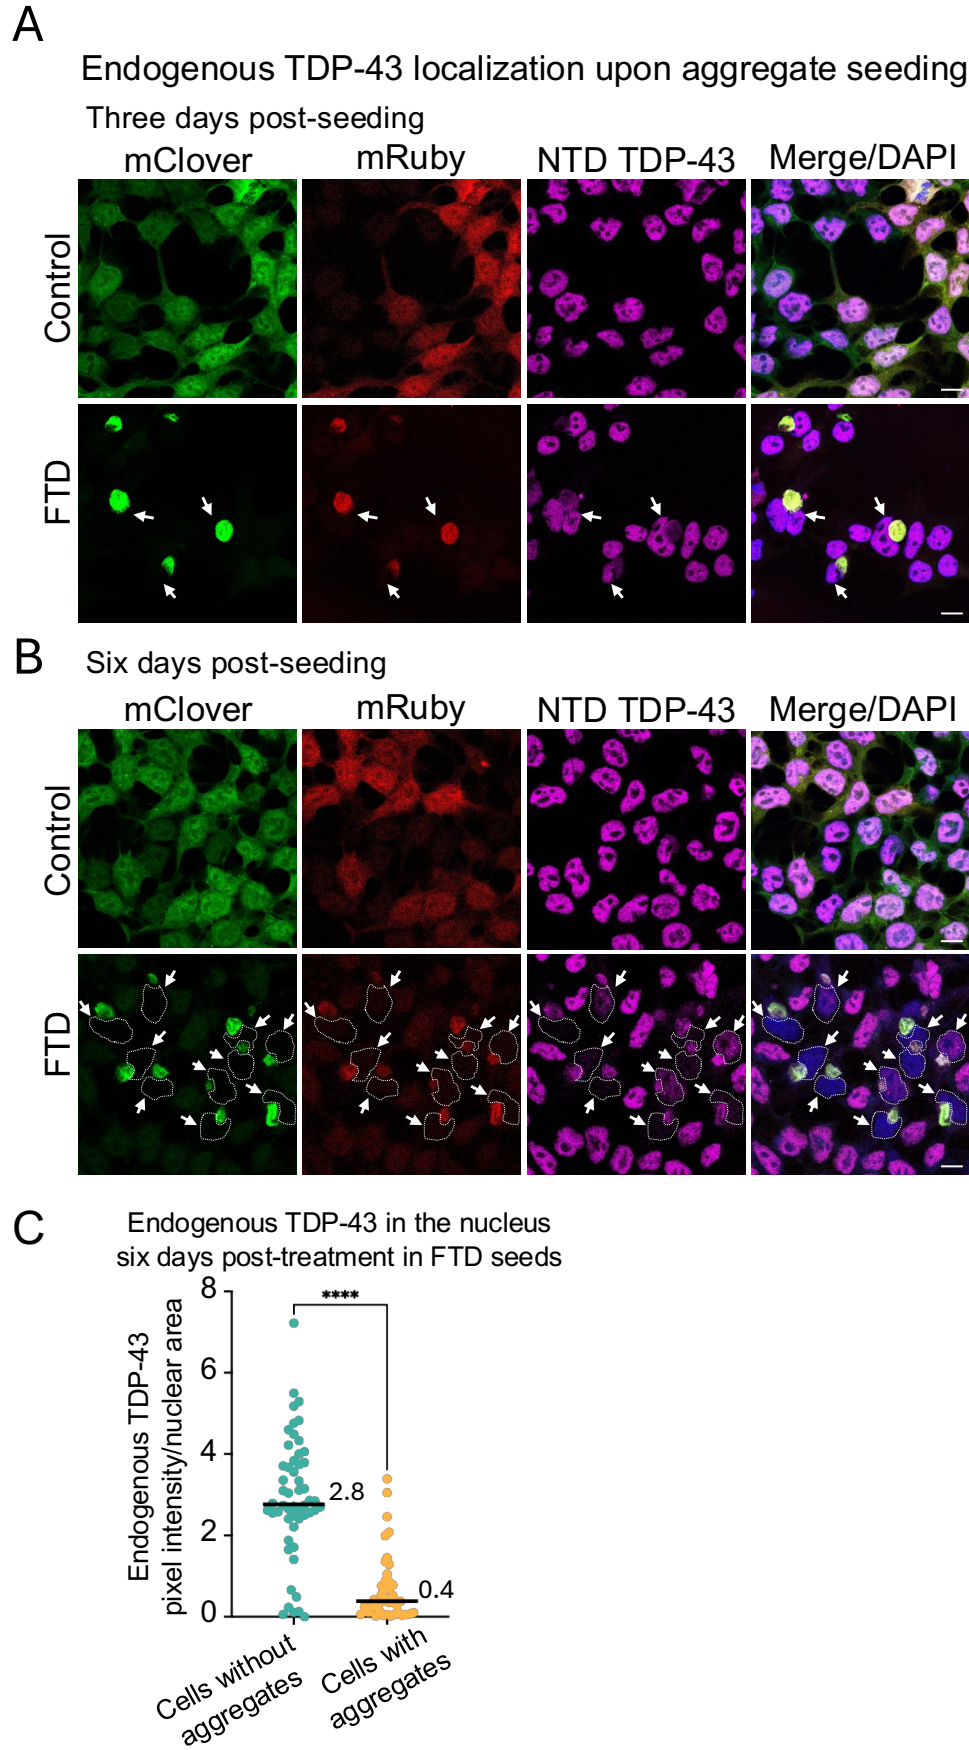 A
Endogenous TDP-43 localization upon aggregate seeding
Three days post-seeding
mClover mRuby NTD TDP-43 Merge/DAPI
Control
FTD
B
Six days post-seeding
mClover mRuby NTD TDP-43 Merge/DAPI
Control
FTD
C
Endogenous TDP-43 in the nucleus
six days post-treatment in FTD seeds
Endogenous TDP-43
pixel intensity/nuclear area
8
6
4
2
0
****
2.8
0.4
Cells without
aggregates
Cells with
aggregates